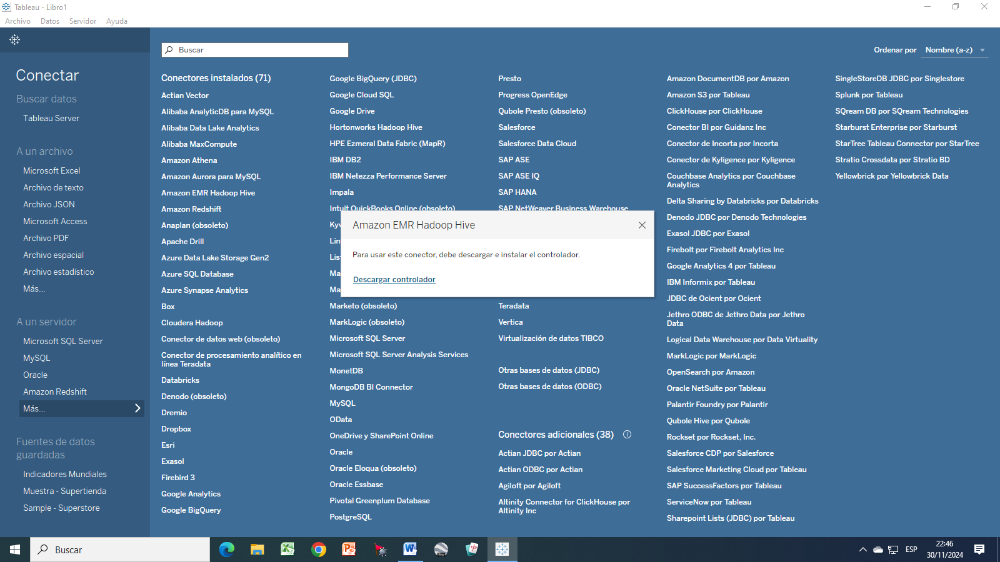 Tableau - Libro1
Archivo Datos Servidor Ayuda
Conectar
Buscar datos
Tableau Server
A un archivo
Microsoft Excel
Archivo de texto
Archivo JSON
Microsoft Access
Archivo PDF
Archivo espacial
Archivo estadístico
Más...
A un servidor
Microsoft SQL Server
MySQL
Oracle
Amazon Redshift
Más...
Fuentes de datos
guardadas
Indicadores Mundiales
Muestra - Supertienda
Sample - Superstore
Buscar
Ordenar por Nombre (a-z)
Conectores instalados (71)
Actian Vector
Alibaba AnalyticDB para MySQL
Alibaba Data Lake Analytics
Alibaba MaxCompute
Amazon Athena
Amazon Aurora para MySQL
Amazon EMR Hadoop Hive
Amazon Redshift
Anaplan (obsoleto)
Apache Drill
Azure Data Lake Storage Gen2
Azure SQL Database
Azure Synapse Analytics
Box
Cloudera Hadoop
Conector de datos web (obsoleto)
Conector de procesamiento analítico en
línea Teradata
Databricks
Denodo (obsoleto)
Dremio
Dropbox
Esri
Exasol
Firebird 3
Google Analytics
Google BigQuery
Google BigQuery (JDBC)
Google Cloud SQL
Google Drive
Hortonworks Hadoop Hive
HPE Ezmeral Data Fabric (MapR)
IBM DB2
IBM Netezza Performance Server
Impala
Intuit QuickBooks Online (obsoleto)
Kyv
Lin
List
Ma
Ma
Marketo (obsoleto)
MarkLogic (obsoleto)
Microsoft SQL Server
Microsoft SQL Server Analysis Services
MonetDB
MongoDB BI Connector
MySQL
OData
OneDrive y SharePoint Online
Oracle
Oracle Eloqua (obsoleto)
Oracle Essbase
Pivotal Greenplum Database
PostgreSQL
Presto
Progress OpenEdge
Qubole Presto (obsoleto)
Salesforce
Salesforce Data Cloud
SAP ASE
SAP ASE IQ
SAP HANA
SAP NetWeaver Business Warehouse
Amazon EMR Hadoop Hive
Para usar este conector, debe descargar e instalar el controlador.
Descargar controlador
Teradata
Vertica
Virtualización de datos TIBCO
Otras bases de datos (JDBC)
Otras bases de datos (ODBC)
Conectores adicionales (38)
Actian JDBC por Actian
Actian ODBC por Actian
Agiloft por Agiloft
Altinity Connector for ClickHouse por
Altinity Inc
Amazon DocumentDB por Amazon
Amazon S3 por Tableau
ClickHouse por ClickHouse
Conector BI por Guidanz Inc
Conector de Incorta por Incorta
Conector de Kyligence por Kyligence
Couchbase Analytics por Couchbase
Analytics
Delta Sharing by Databricks por Databricks
Denodo JDBC por Denodo Technologies
Exasol JDBC por Exasol
Firebolt por Firebolt Analytics Inc
Google Analytics 4 por Tableau
IBM Informix por Tableau
JDBC de Ocient por Ocient
Jethro ODBC de Jethro Data por Jethro
Data
Logical Data Warehouse por Data Virtuality
MarkLogic por MarkLogic
OpenSearch por Amazon
Oracle NetSuite por Tableau
Palantir Foundry por Palantir
Qubole Hive por Qubole
Rockset por Rockset, Inc.
Salesforce CDP por Salesforce
Salesforce Marketing Cloud por Tableau
SAP SuccessFactors por Tableau
ServiceNow por Tableau
Sharepoint Lists (JDBC) por Tableau
SingleStoreDB JDBC por Singlestore
Splunk por Tableau
SQream DB por SQream Technologies
Starburst Enterprise por Starburst
StarTree Tableau Connector por StarTree
Stratio Crossdata por Stratio BD
Yellowbrick por Yellowbrick Data
Buscar
ESP
22:46
30/11/2024